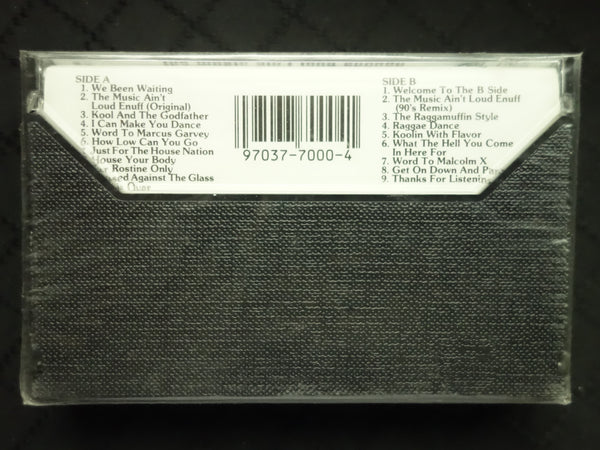 SIDE A
1. We Been Waiting
2. The Music Ain't
Loud Enuff (Original)
3. Kool And The Godfather
4. I Can Make You Dance
5. Word To Marcus Garvey
6. How Low Can You Go
7. Just For The House Nation
House Your Body
Rostine Only
Against The Glass
Over
97037-7000-4
SIDE B
1. Welcome To The B Side
2. The Music Ain't Loud Enuff
(90's Remix)
3. The Raggamuffin Style
4. Raggae Dance
5. Koolin With Flavor
6. What The Hell You Come
In Here For
7. Word To Malcolm X
8. Get On Down And
9. Thanks For Listenin